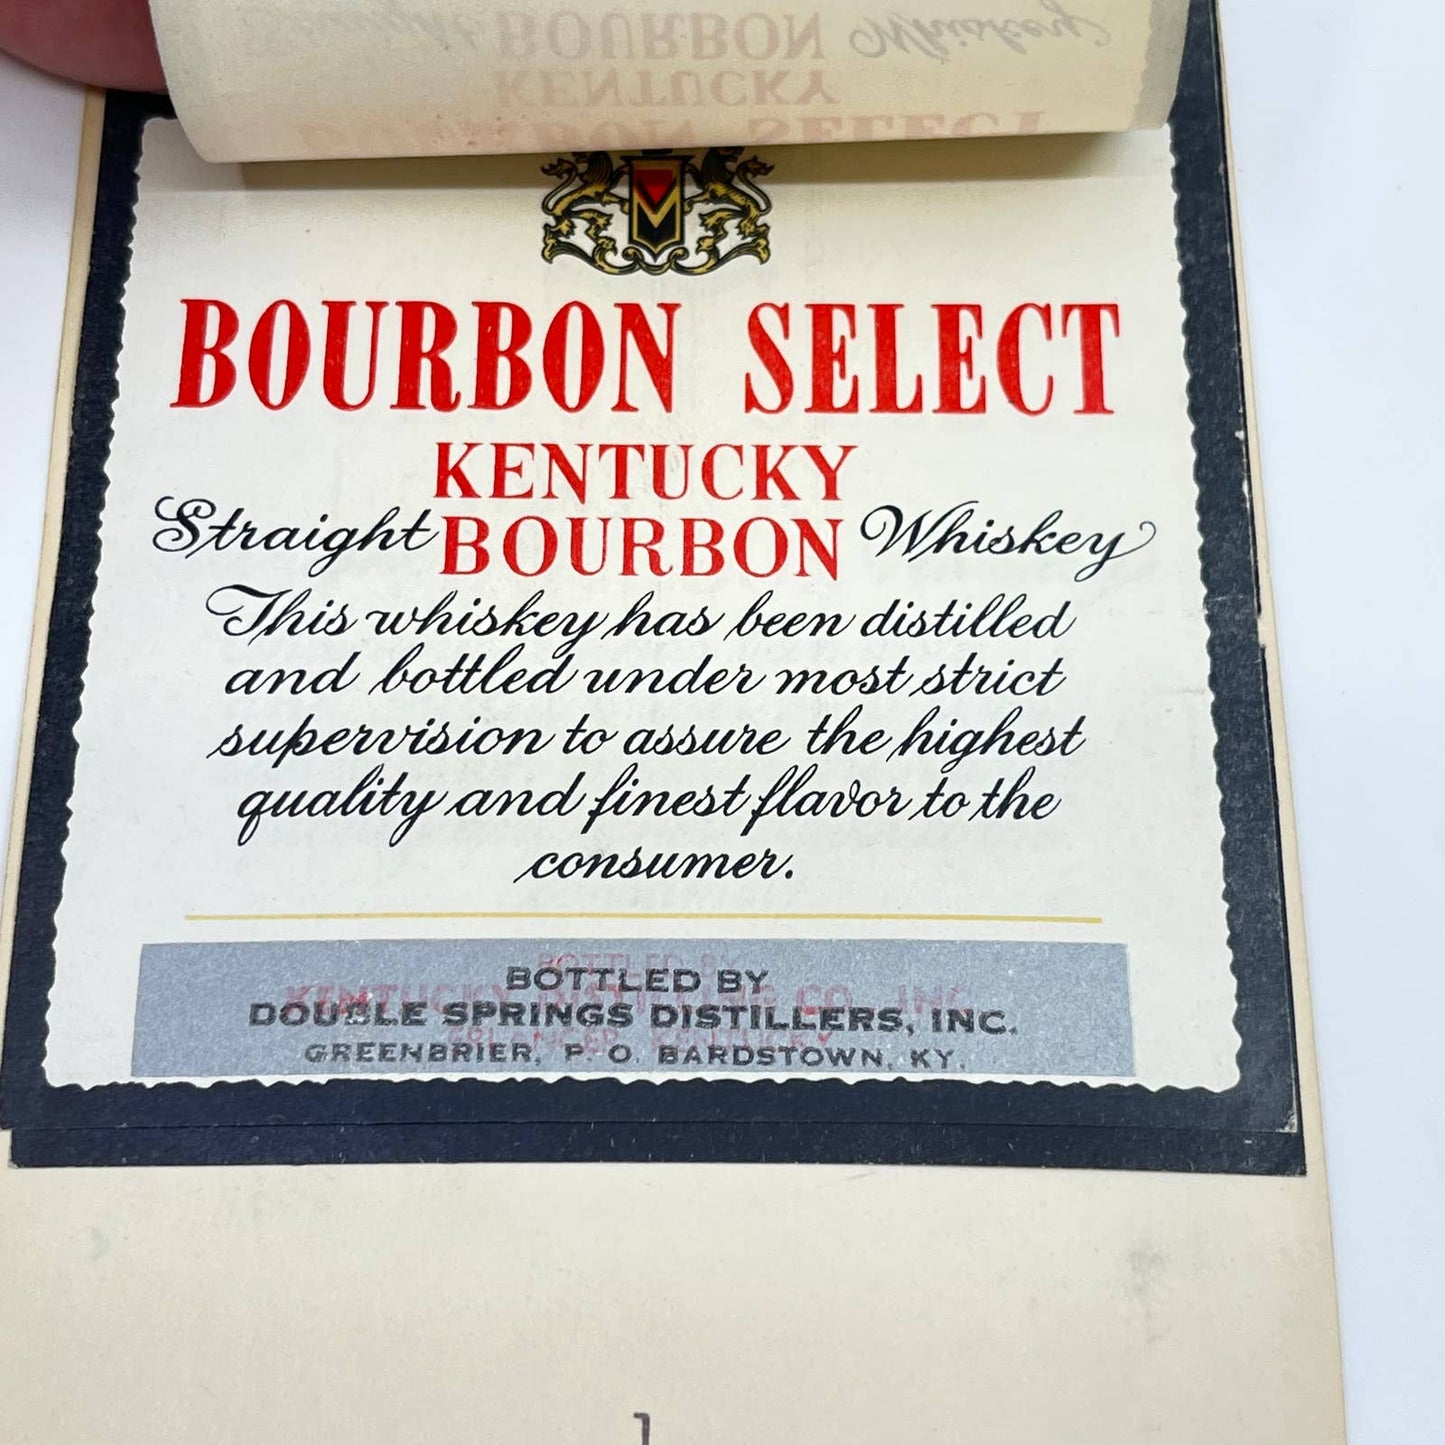 BOURBON SELECT
KENTUCKY
Straight BOURBON Whiskey
This whiskey has been distilled
and bottled under most strict
supervision to assure the highest
quality and finest flavor to the
consumer.
BOTTLED BY
DOUBLE SPRINGS DISTILLERS, INC.
GREENBRIER, P. O. BARDSTOWN, KY.
1